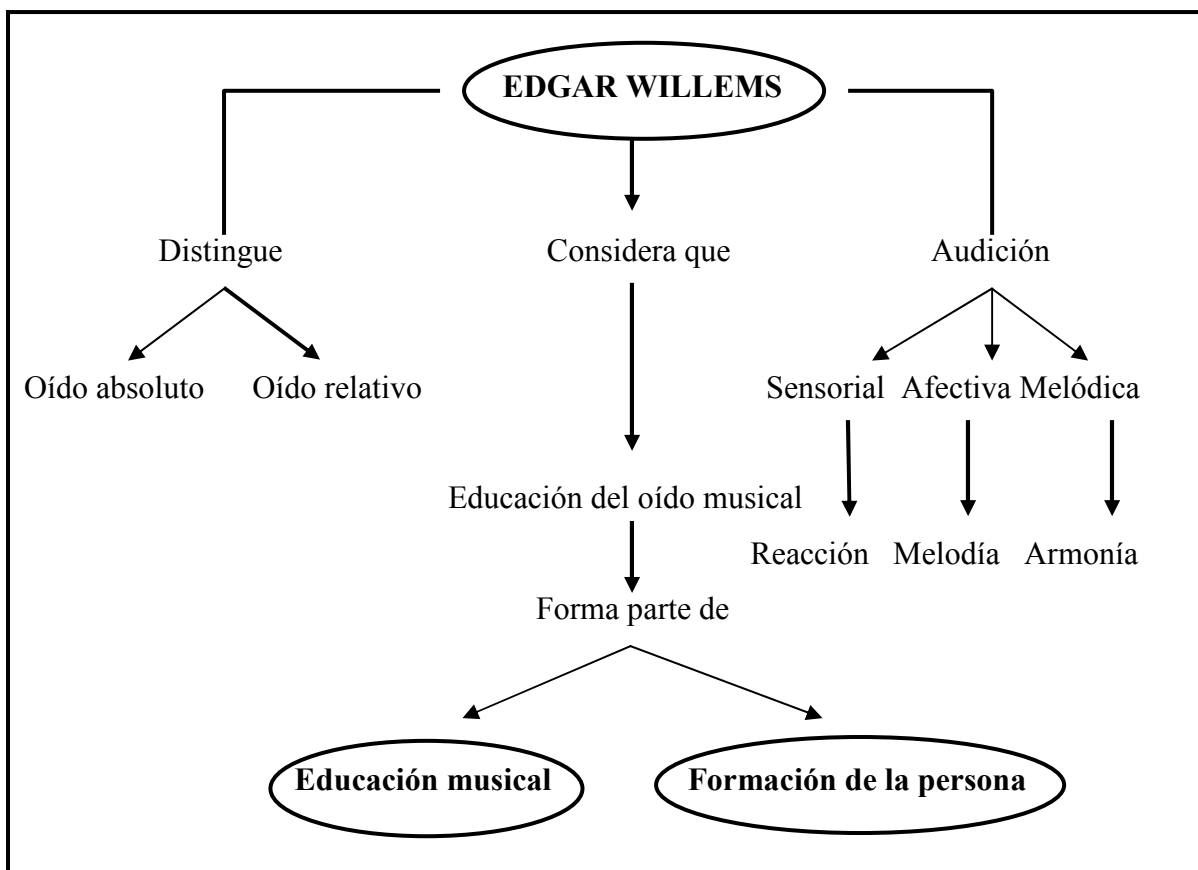 EDGAR WILLEMS
Distingue
Considera que
Audición
Oído absoluto
Oído relativo
Sensorial
Afectiva
Melódica
Educación del oído musical
Reacción
Melodía
Armonía
Forma parte de
Educación musical
Formación de la persona